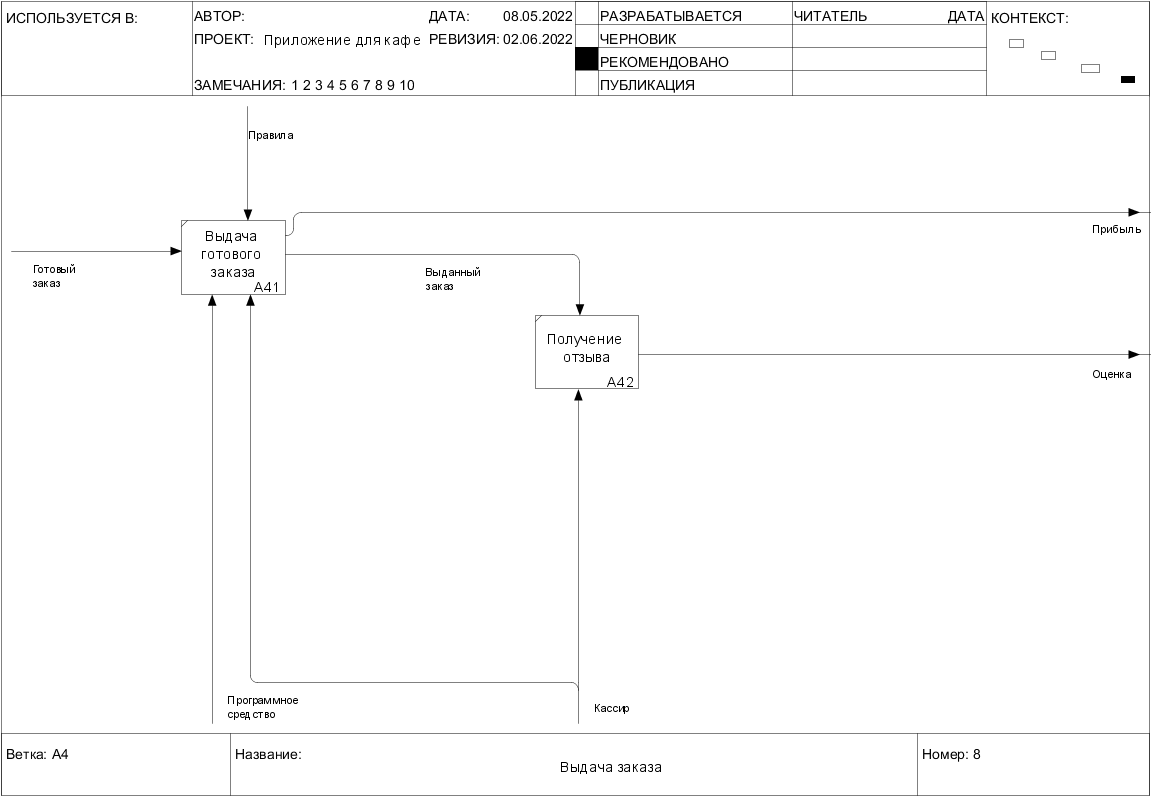 ИСПОЛЬЗУЕТСЯ В:
АВТОР:
ДАТА: 08.05.2022
ПРОЕКТ: Приложение для кафе
РЕВИЗИЯ: 02.06.2022
ЗАМЕЧАНИЯ: 1 2 3 4 5 6 7 8 9 10
РАЗРАБАТЫВАЕТСЯ
ЧЕРНОВИК
РЕКОМЕНДОВАНО
ПУБЛИКАЦИЯ
ЧИТАТЕЛЬ
ДАТА
КОНТЕКСТ:
Правила
Выдача
готового
заказа
A41
Прибыль
Готовый
заказ
Выданный
заказ
Получение
отзыва
A42
Оценка
Программное
средство
Кассир
Ветка: A4
Название:
Выдача заказа
Номер: 8